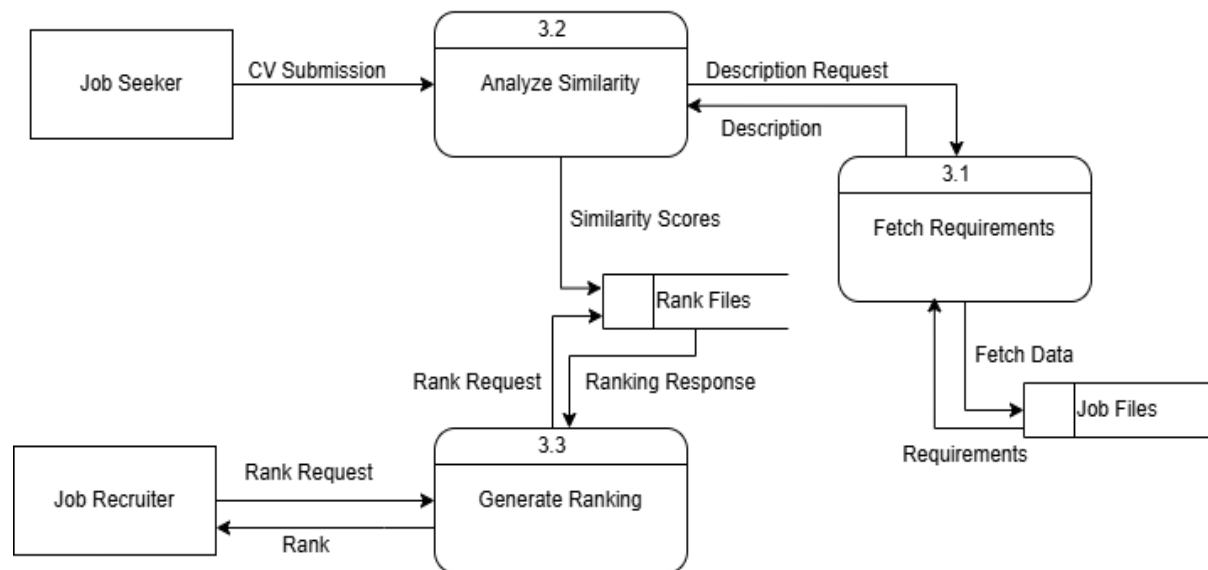 3.2
Job Seeker
CV Submission
Analyze Similarity
Description Request
Description
3.1
Fetch Requirements
Similarity Scores
Rank Files
Fetch Data
Rank Request
Ranking Response
Job Files
3.3
Requirements
Rank Request
Job Recruiter
Generate Ranking
Rank